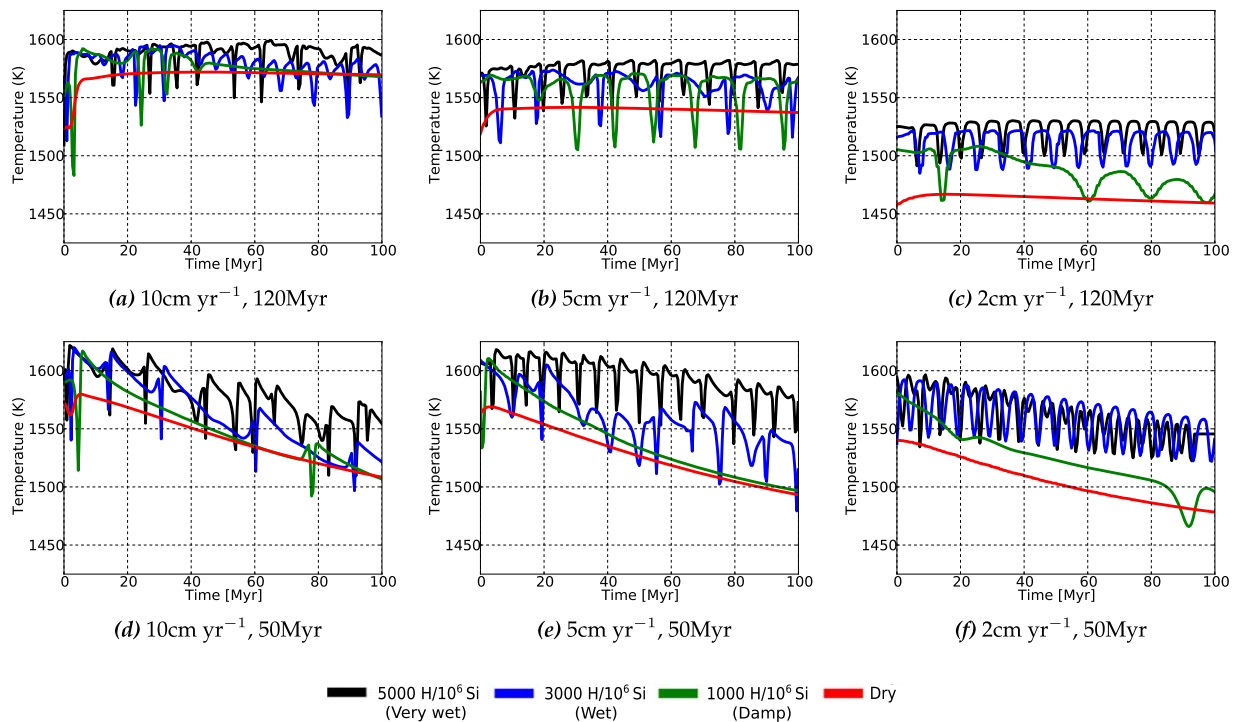 Temperature (K)
1600
1550
1500
1450
0 20 40 60 80 100
Time [Myr]
(a) 10cm yr⁻¹, 120Myr
Temperature (K)
1600
1550
1500
1450
0 20 40 60 80 100
Time [Myr]
(b) 5cm yr⁻¹, 120Myr
Temperature (K)
1600
1550
1500
1450
0 20 40 60 80 100
Time [Myr]
(c) 2cm yr⁻¹, 120Myr
Temperature (K)
1600
1550
1500
1450
0 20 40 60 80 100
Time [Myr]
(d) 10cm yr⁻¹, 50Myr
Temperature (K)
1600
1550
1500
1450
0 20 40 60 80 100
Time [Myr]
(e) 5cm yr⁻¹, 50Myr
Temperature (K)
1600
1550
1500
1450
0 20 40 60 80 100
Time [Myr]
(f) 2cm yr⁻¹, 50Myr
5000 H/10⁶ Si
(Very wet)
3000 H/10⁶ Si
(Wet)
1000 H/10⁶ Si
(Damp)
Dry